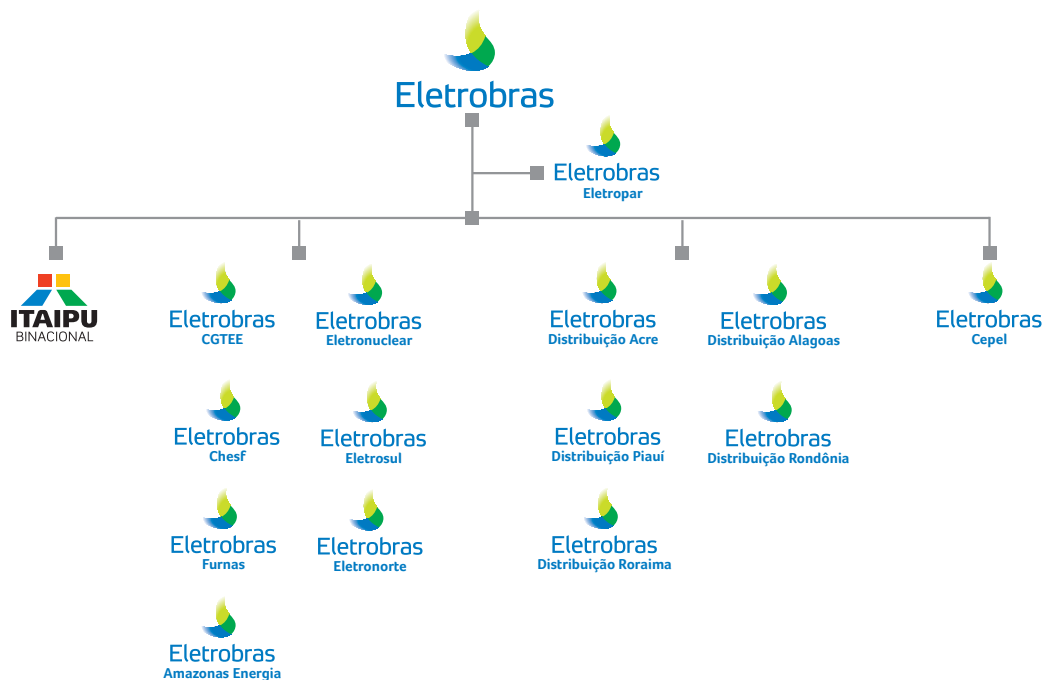 Eletrobras
Eletrobras
Eletropar
ITAIPU
BINACIONAL
Eletrobras
CGTEE
Eletrobras
Eletronuclear
Eletrobras
Distribuição Acre
Eletrobras
Distribuição Alagoas
Eletrobras
Cepel
Eletrobras
Chesf
Eletrobras
Eletrosul
Eletrobras
Distribuição Piauí
Eletrobras
Distribuição Rondônia
Eletrobras
Furnas
Eletrobras
Eletronorte
Eletrobras
Distribuição Roraima
Eletrobras
Amazonas Energia